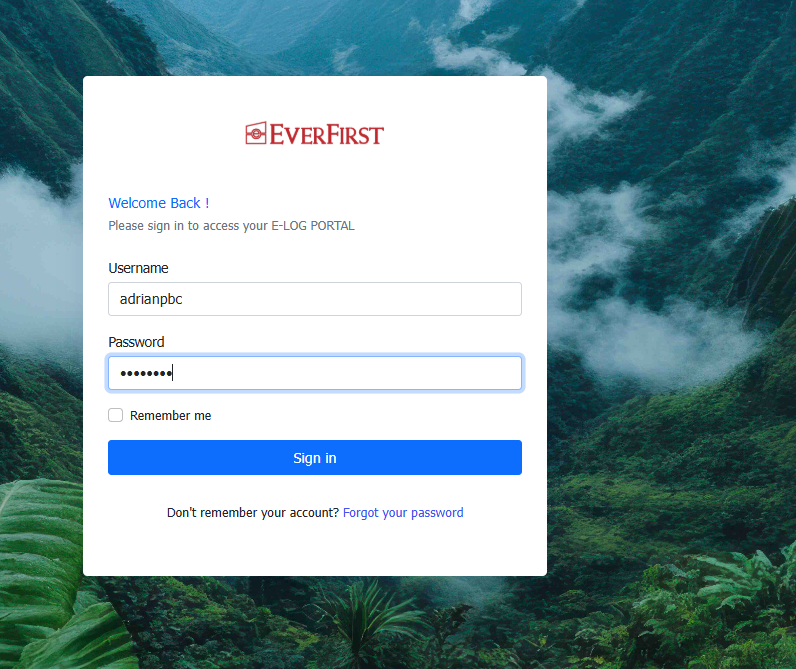 EVERFIRST
Welcome Back !
Please sign in to access your E-LOG PORTAL
Username
adrianpbc
Password
••••••••
Remember me
Sign in
Don't remember your account? Forgot your password